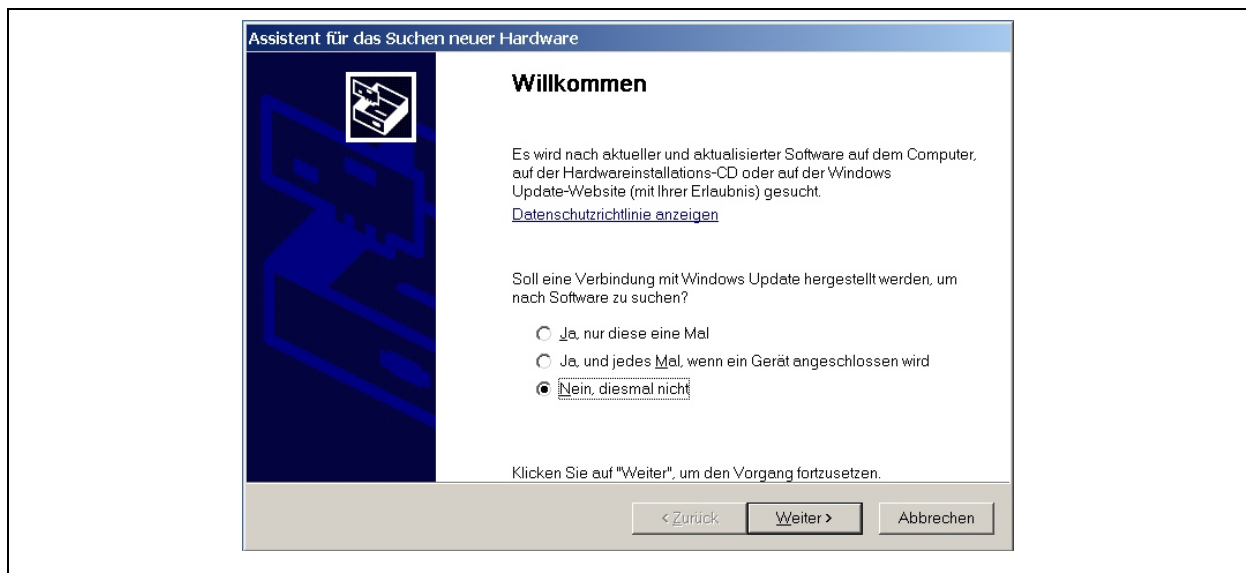 Assistent für das Suchen neuer Hardware
Willkommen
Es wird nach aktueller und aktualisierter Software auf dem Computer,
auf der Hardwareinstallations-CD oder auf der Windows
Update-Website (mit Ihrer Erlaubnis) gesucht.
Datenschutzrichtlinie anzeigen
Soll eine Verbindung mit Windows Update hergestellt werden, um
nach Software zu suchen?
Ja, nur diese eine Mal
Ja, und jedes Mal, wenn ein Gerät angeschlossen wird
Nein, diesmal nicht
Klicken Sie auf "Weiter", um den Vorgang fortzusetzen.
< Zurück Weiter > Abbrechen